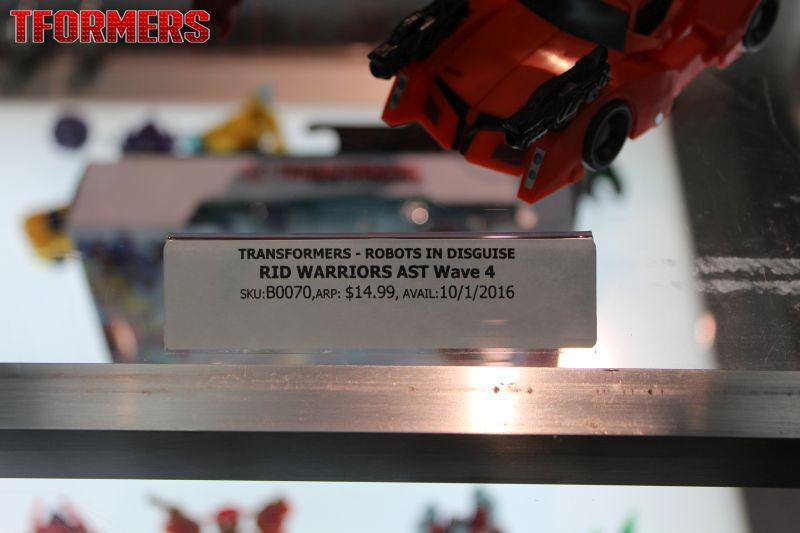 TFORMERS
TRANSFORMERS - ROBOTS IN DISGUISE
RID WARRIORS AST Wave 4
SKU:B0070,ARP: $14.99, AVAIL:10/1/2016